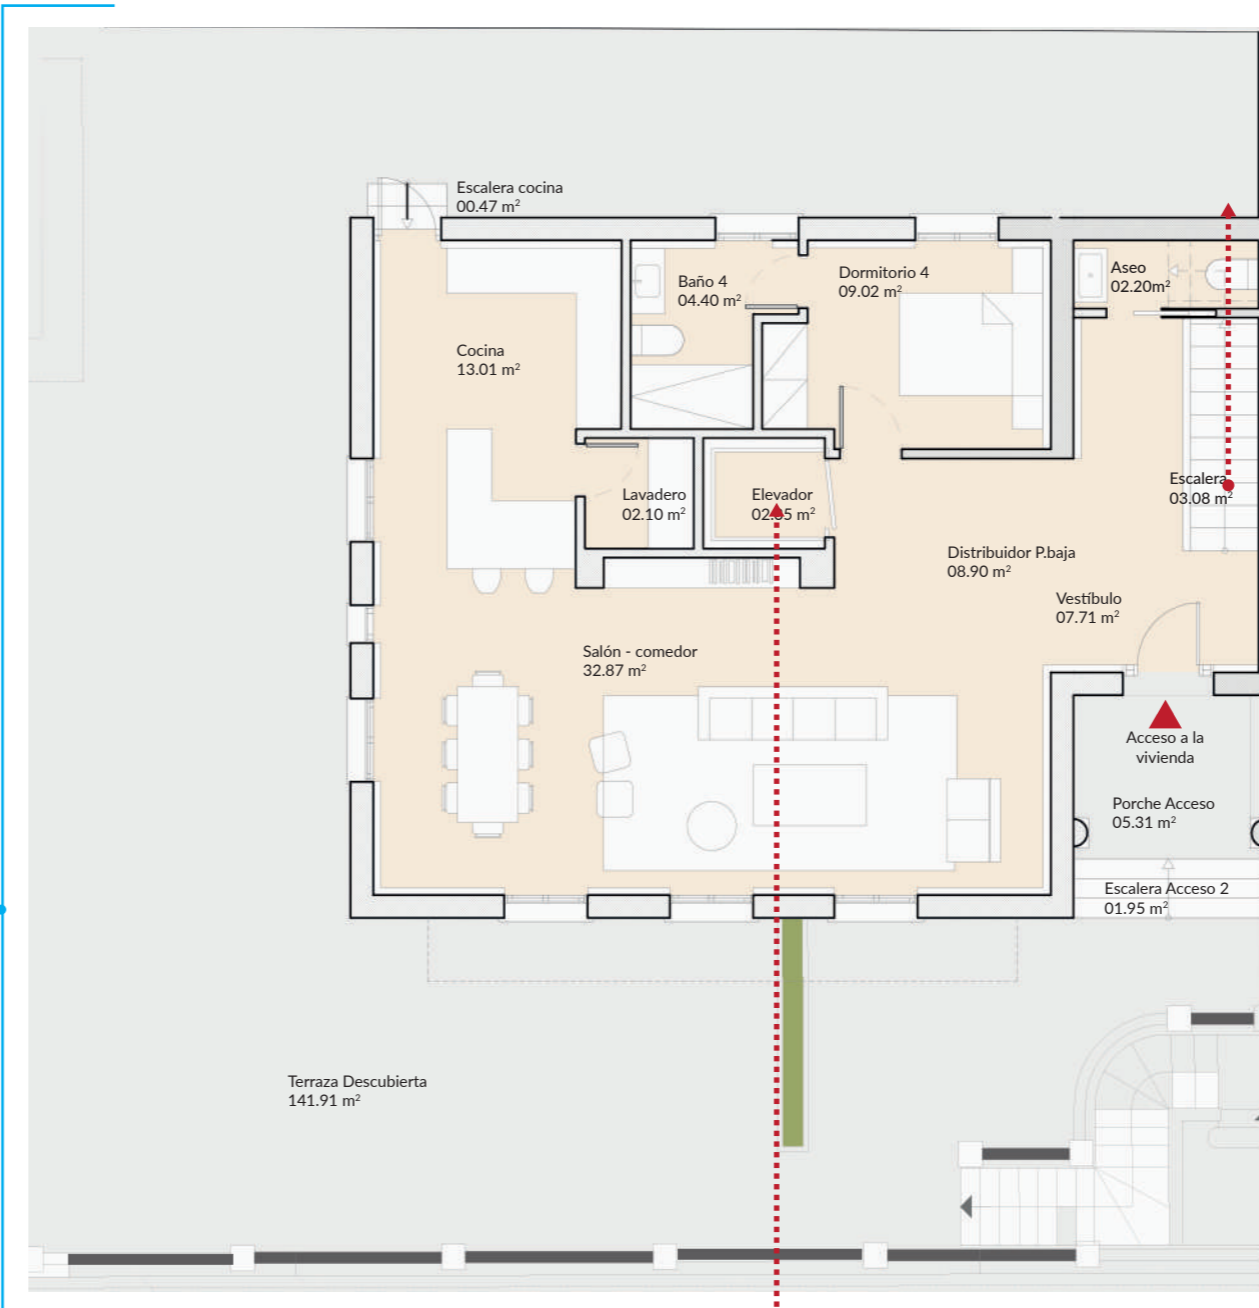 Escalera cocina
00.47 m²
Baño 4
04.40 m²
Dormitorio 4
09.02 m²
Aseo
02.20m²
Cocina
13.01 m²
Lavadero
02.10 m²
Elevador
m²
Escalera
03.08 m²
Distribuidor P.baja
08.90 m²
Vestíbulo
07.71 m²
Salón - comedor
32.87 m²
Acceso a la
vivienda
Porche Acceso
05.31 m²
Escalera Acceso 2
01.95 m²
Terraza Descubierta
141.91 m²